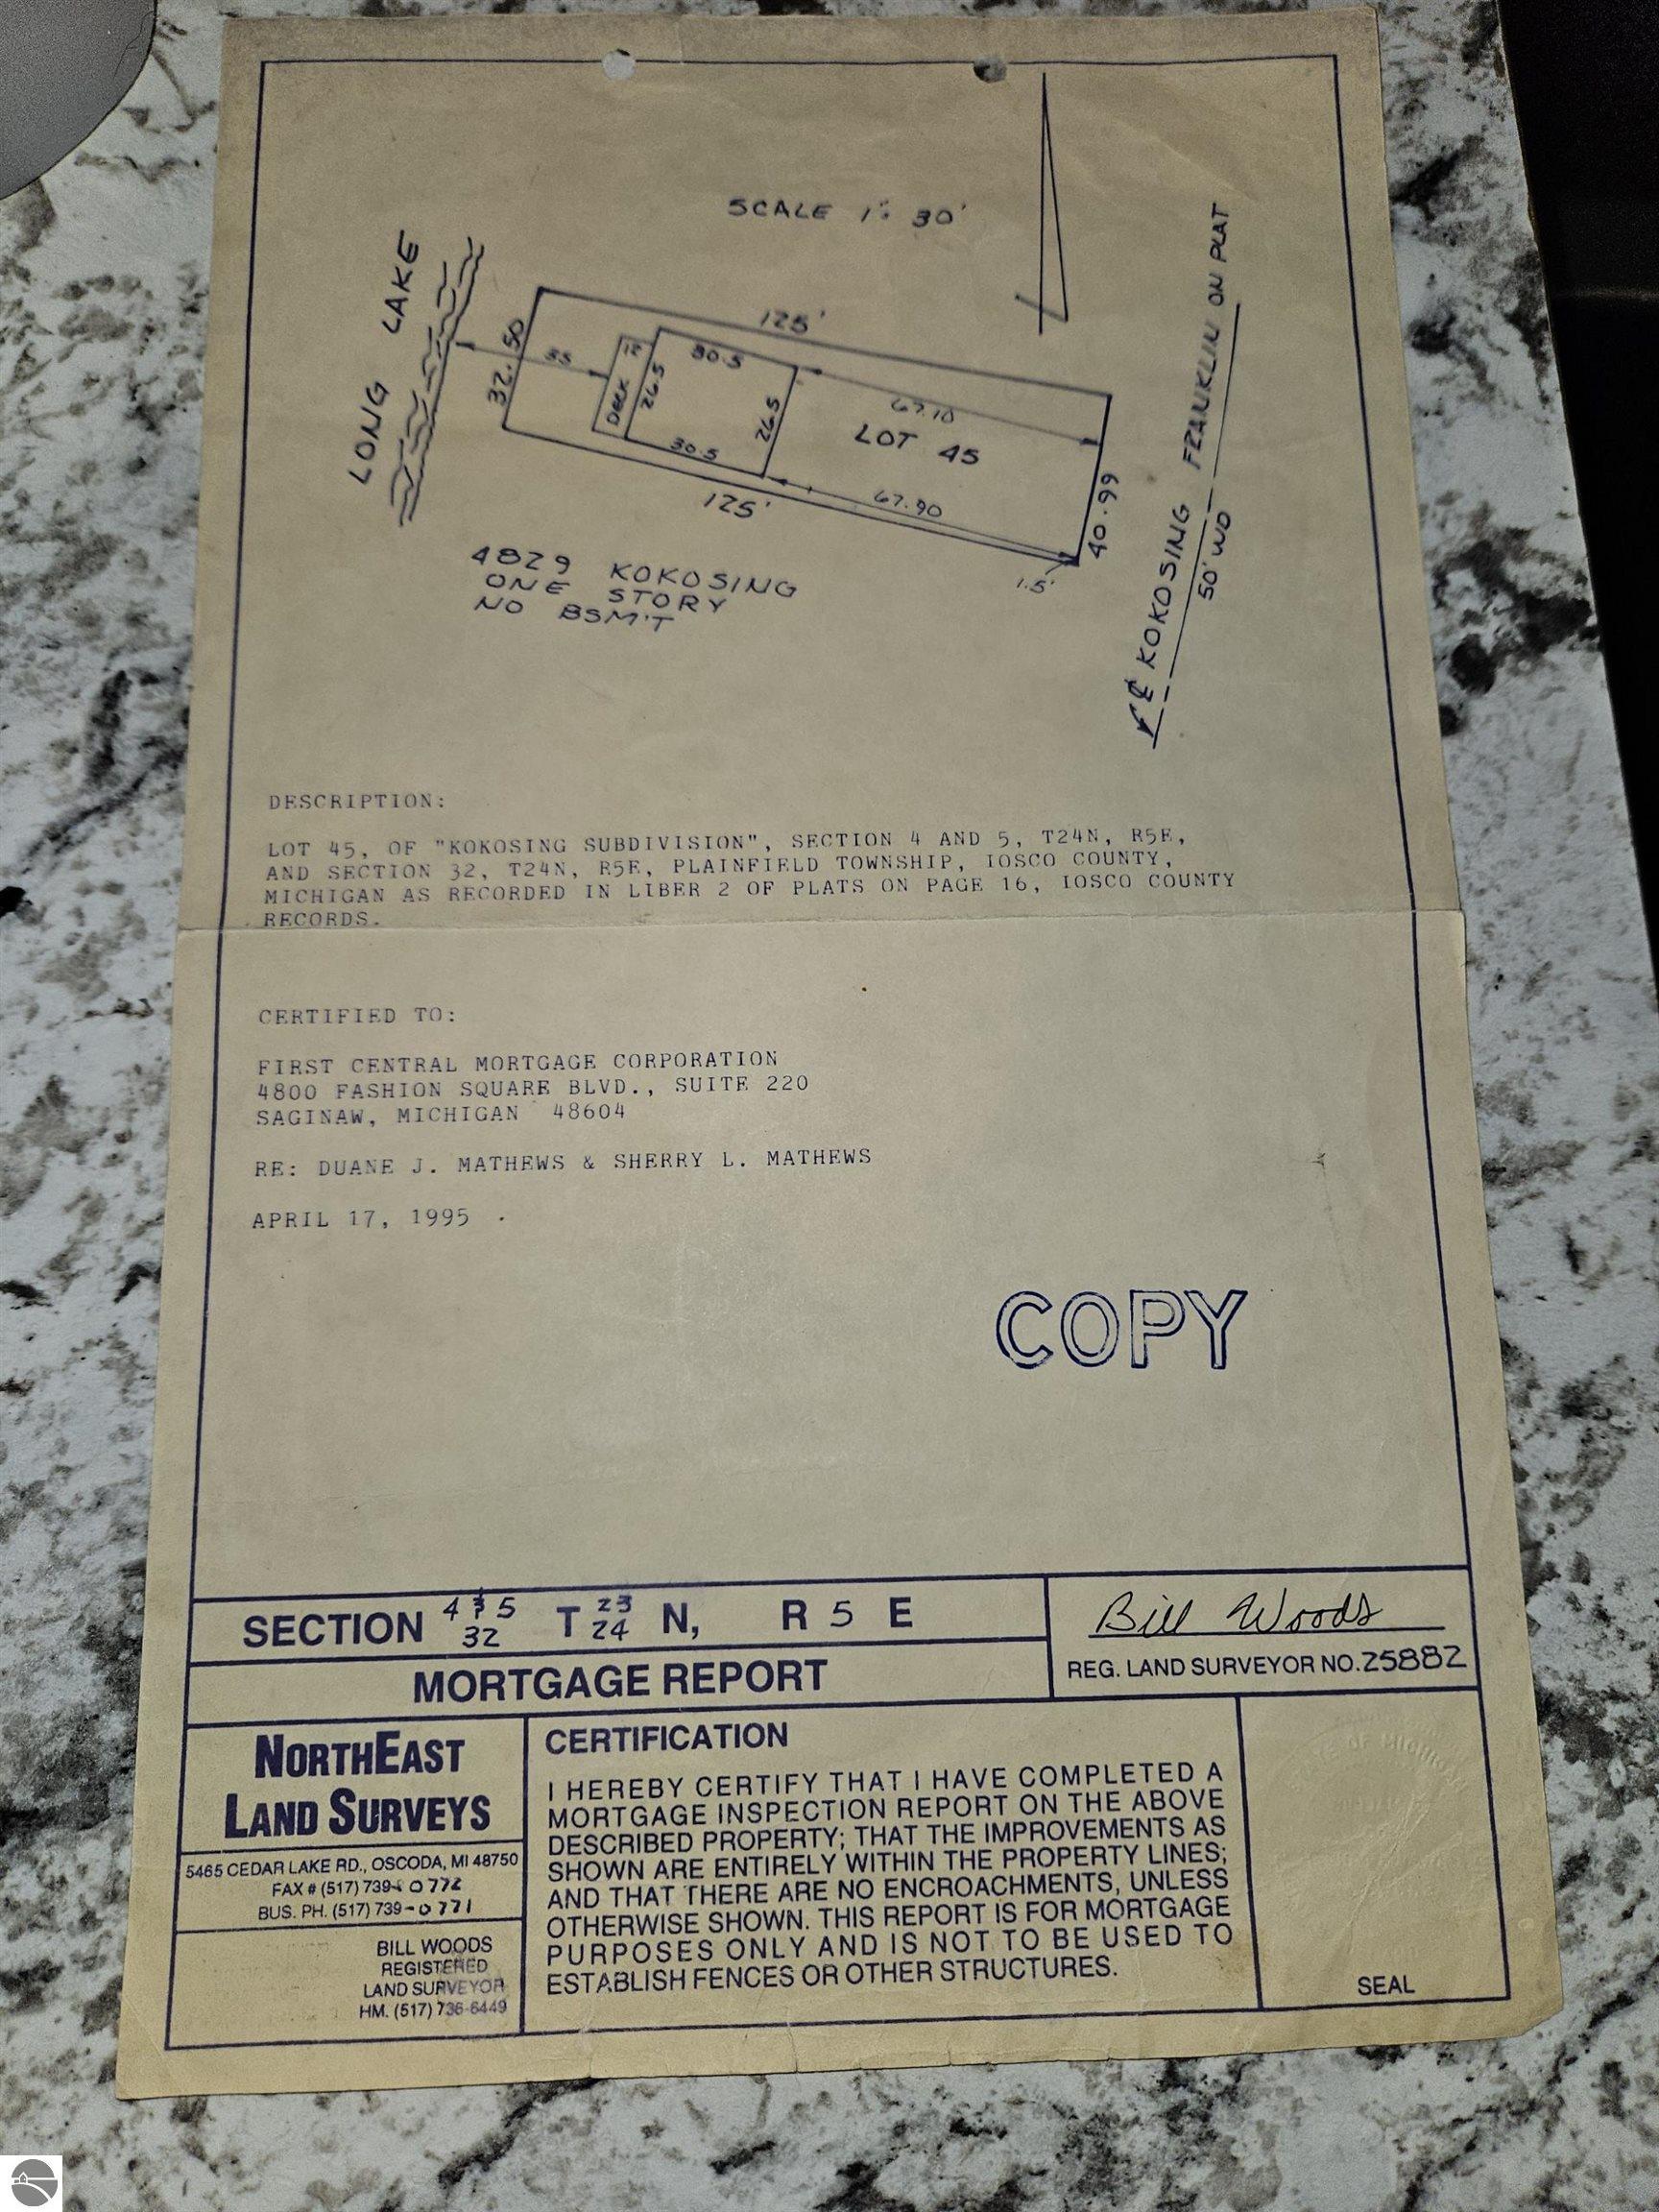 SCALE 1": 30'
LONG LAKE
32.50
35
125'
DECK
12
30.5
26.5
26.5
30.5
67.10
LOT 45
67.90
125'
40.99
1.5'
℄ KOKOSING FRANKLIN ON PLAT
50' WD
4829 KOKOSING
ONE STORY
NO BSM'T
DESCRIPTION:
LOT 45, OF "KOKOSING SUBDIVISION", SECTION 4 AND 5, T24N, R5E,
AND SECTION 32, T24N, R5E, PLAINFIELD TOWNSHIP, IOSCO COUNTY,
MICHIGAN AS RECORDED IN LIBER 2 OF PLATS ON PAGE 16, IOSCO COUNTY
RECORDS.
CERTIFIED TO:
FIRST CENTRAL MORTGAGE CORPORATION
4800 FASHION SQUARE BLVD., SUITE 220
SAGINAW, MICHIGAN 48604
RE: DUANE J. MATHEWS & SHERRY L. MATHEWS
APRIL 17, 1995
COPY
SECTION 4 & 5 32 T 23 24 N, R 5 E
Bill Woods
REG. LAND SURVEYOR NO. 25882
MORTGAGE REPORT
NORTHEAST
LAND SURVEYS
5465 CEDAR LAKE RD., OSCODA, MI 48750
FAX # (517) 739-0772
BUS. PH. (517) 739-0771
BILL WOODS
REGISTERED
LAND SURVEYOR
HM. (517) 736-6449
CERTIFICATION
I HEREBY CERTIFY THAT I HAVE COMPLETED A
MORTGAGE INSPECTION REPORT ON THE ABOVE
DESCRIBED PROPERTY; THAT THE IMPROVEMENTS AS
SHOWN ARE ENTIRELY WITHIN THE PROPERTY LINES;
AND THAT THERE ARE NO ENCROACHMENTS, UNLESS
OTHERWISE SHOWN. THIS REPORT IS FOR MORTGAGE
PURPOSES ONLY AND IS NOT TO BE USED TO
ESTABLISH FENCES OR OTHER STRUCTURES.
OF MICHIGAN
SEAL